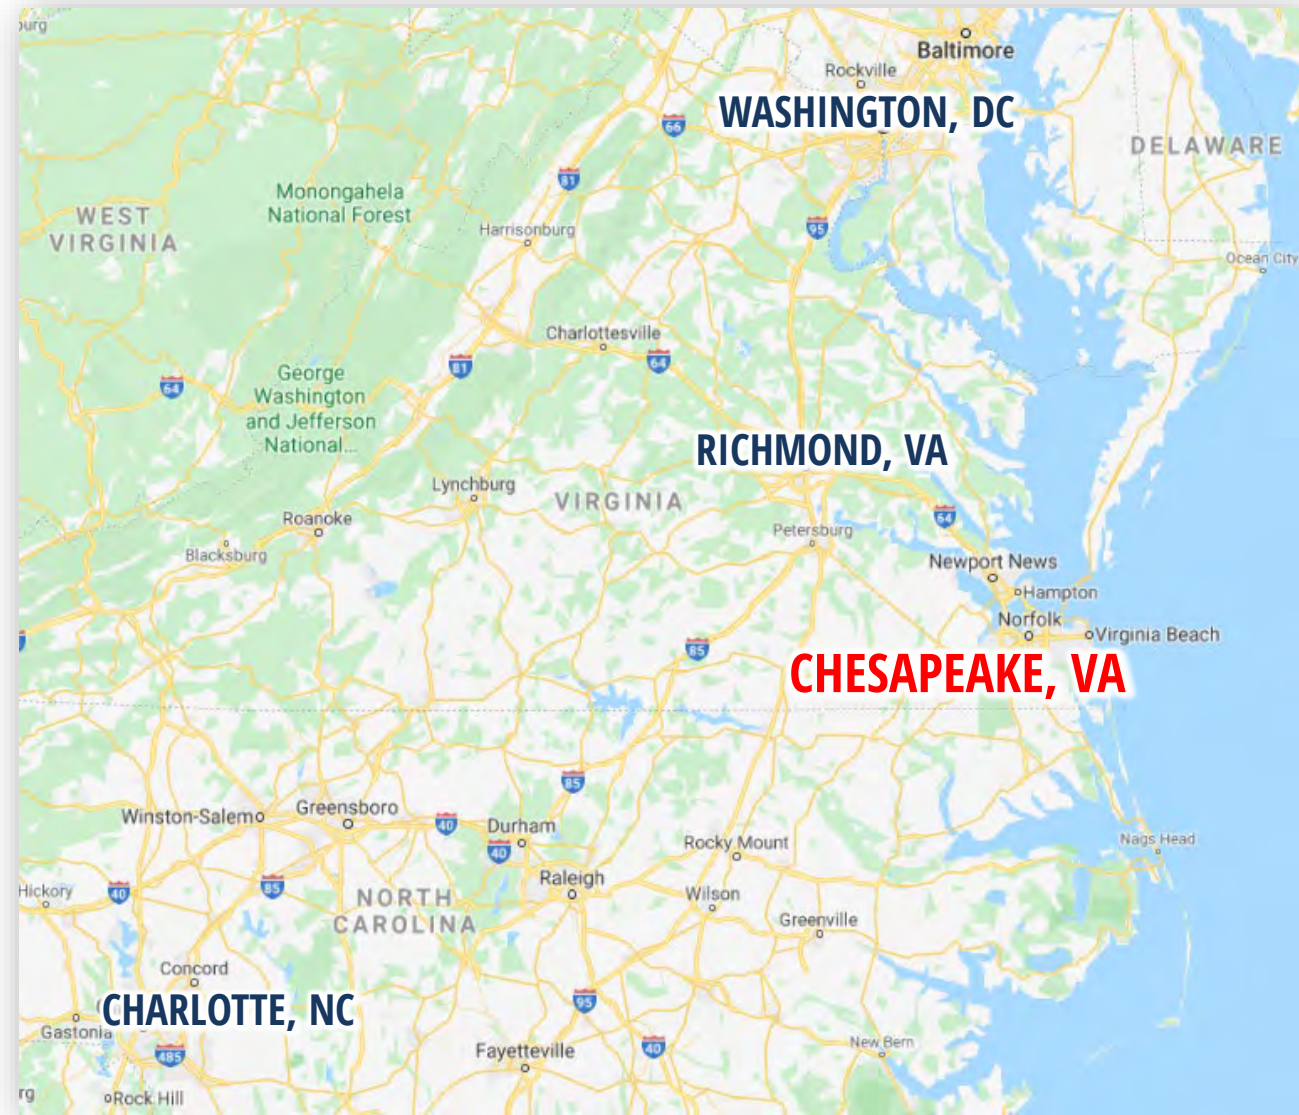 Baltimore
Rockville
WASHINGTON, DC
66
DELAWARE
81
Monongahela
National Forest
WEST
VIRGINIA
Harrisonburg
95
Ocean City
Charlottesville
64
81
George
Washington
and Jefferson
National...
64
RICHMOND, VA
Lynchburg
VIRGINIA
Roanoke
64
Petersburg
Blacksburg
Newport News
Hampton
Norfolk
Virginia Beach
85
CHESAPEAKE, VA
85
Winston-Salem
Greensboro
40
Durham
40
Rocky Mount
Nags Head
Raleigh
Hickory
40
85
NORTH
CAROLINA
Wilson
Greenville
Concord
95
CHARLOTTE, NC
Gastonia
485
Fayetteville
40
New Bern
Rock Hill